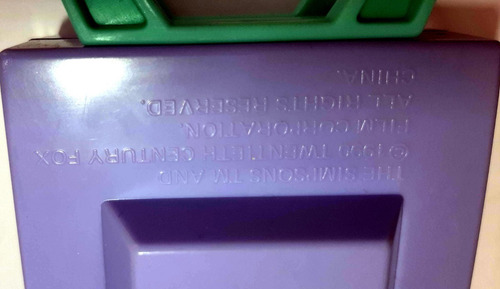 THE SIMPSONS TM AND
©1990 TWENTIETH CENTURY FOX
FILM CORPORATION.
ALL RIGHTS RESERVED.
CHINA.